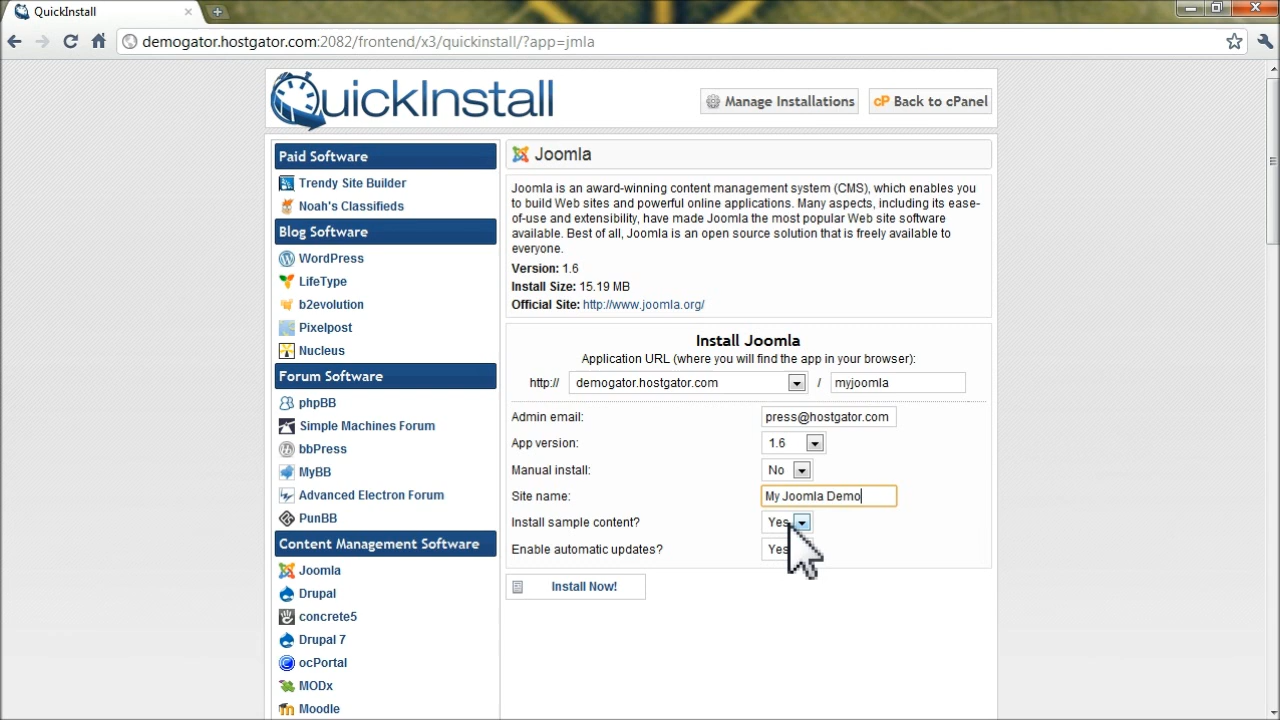 QuickInstall
demogator.hostgator.com:2082/frontend/x3/quickinstall/?app=jmla
QuickInstall
Manage Installations
cP Back to cPanel
Paid Software
Trendy Site Builder
Noah's Classifieds
Blog Software
WordPress
LifeType
b2evolution
Pixelpost
Nucleus
Forum Software
phpBB
Simple Machines Forum
bbPress
MyBB
Advanced Electron Forum
PunBB
Content Management Software
Joomla
Drupal
concrete5
Drupal 7
ocPortal
MODx
Moodle
Joomla
Joomla is an award-winning content management system (CMS), which enables you
to build Web sites and powerful online applications. Many aspects, including its ease-
of-use and extensibility, have made Joomla the most popular Web site software
available. Best of all, Joomla is an open source solution that is freely available to
everyone.
Version: 1.6
Install Size: 15.19 MB
Official Site: http://www.joomla.org/
Install Joomla
Application URL (where you will find the app in your browser):
http:// demogator.hostgator.com / myjoomla
Admin email: press@hostgator.com
App version: 1.6
Manual install: No
Site name: My Joomla Demo
Install sample content? Yes
Enable automatic updates? Yes
Install Now!